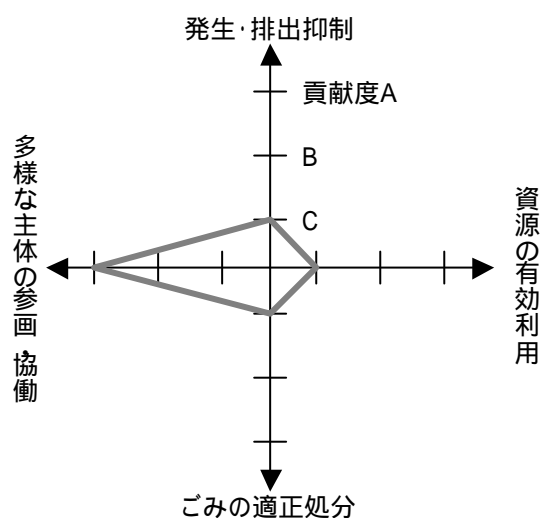 発生・排出抑制
貢献度A
B
C
多様な主体の参画・協働
資源の有効利用
ごみの適正処分